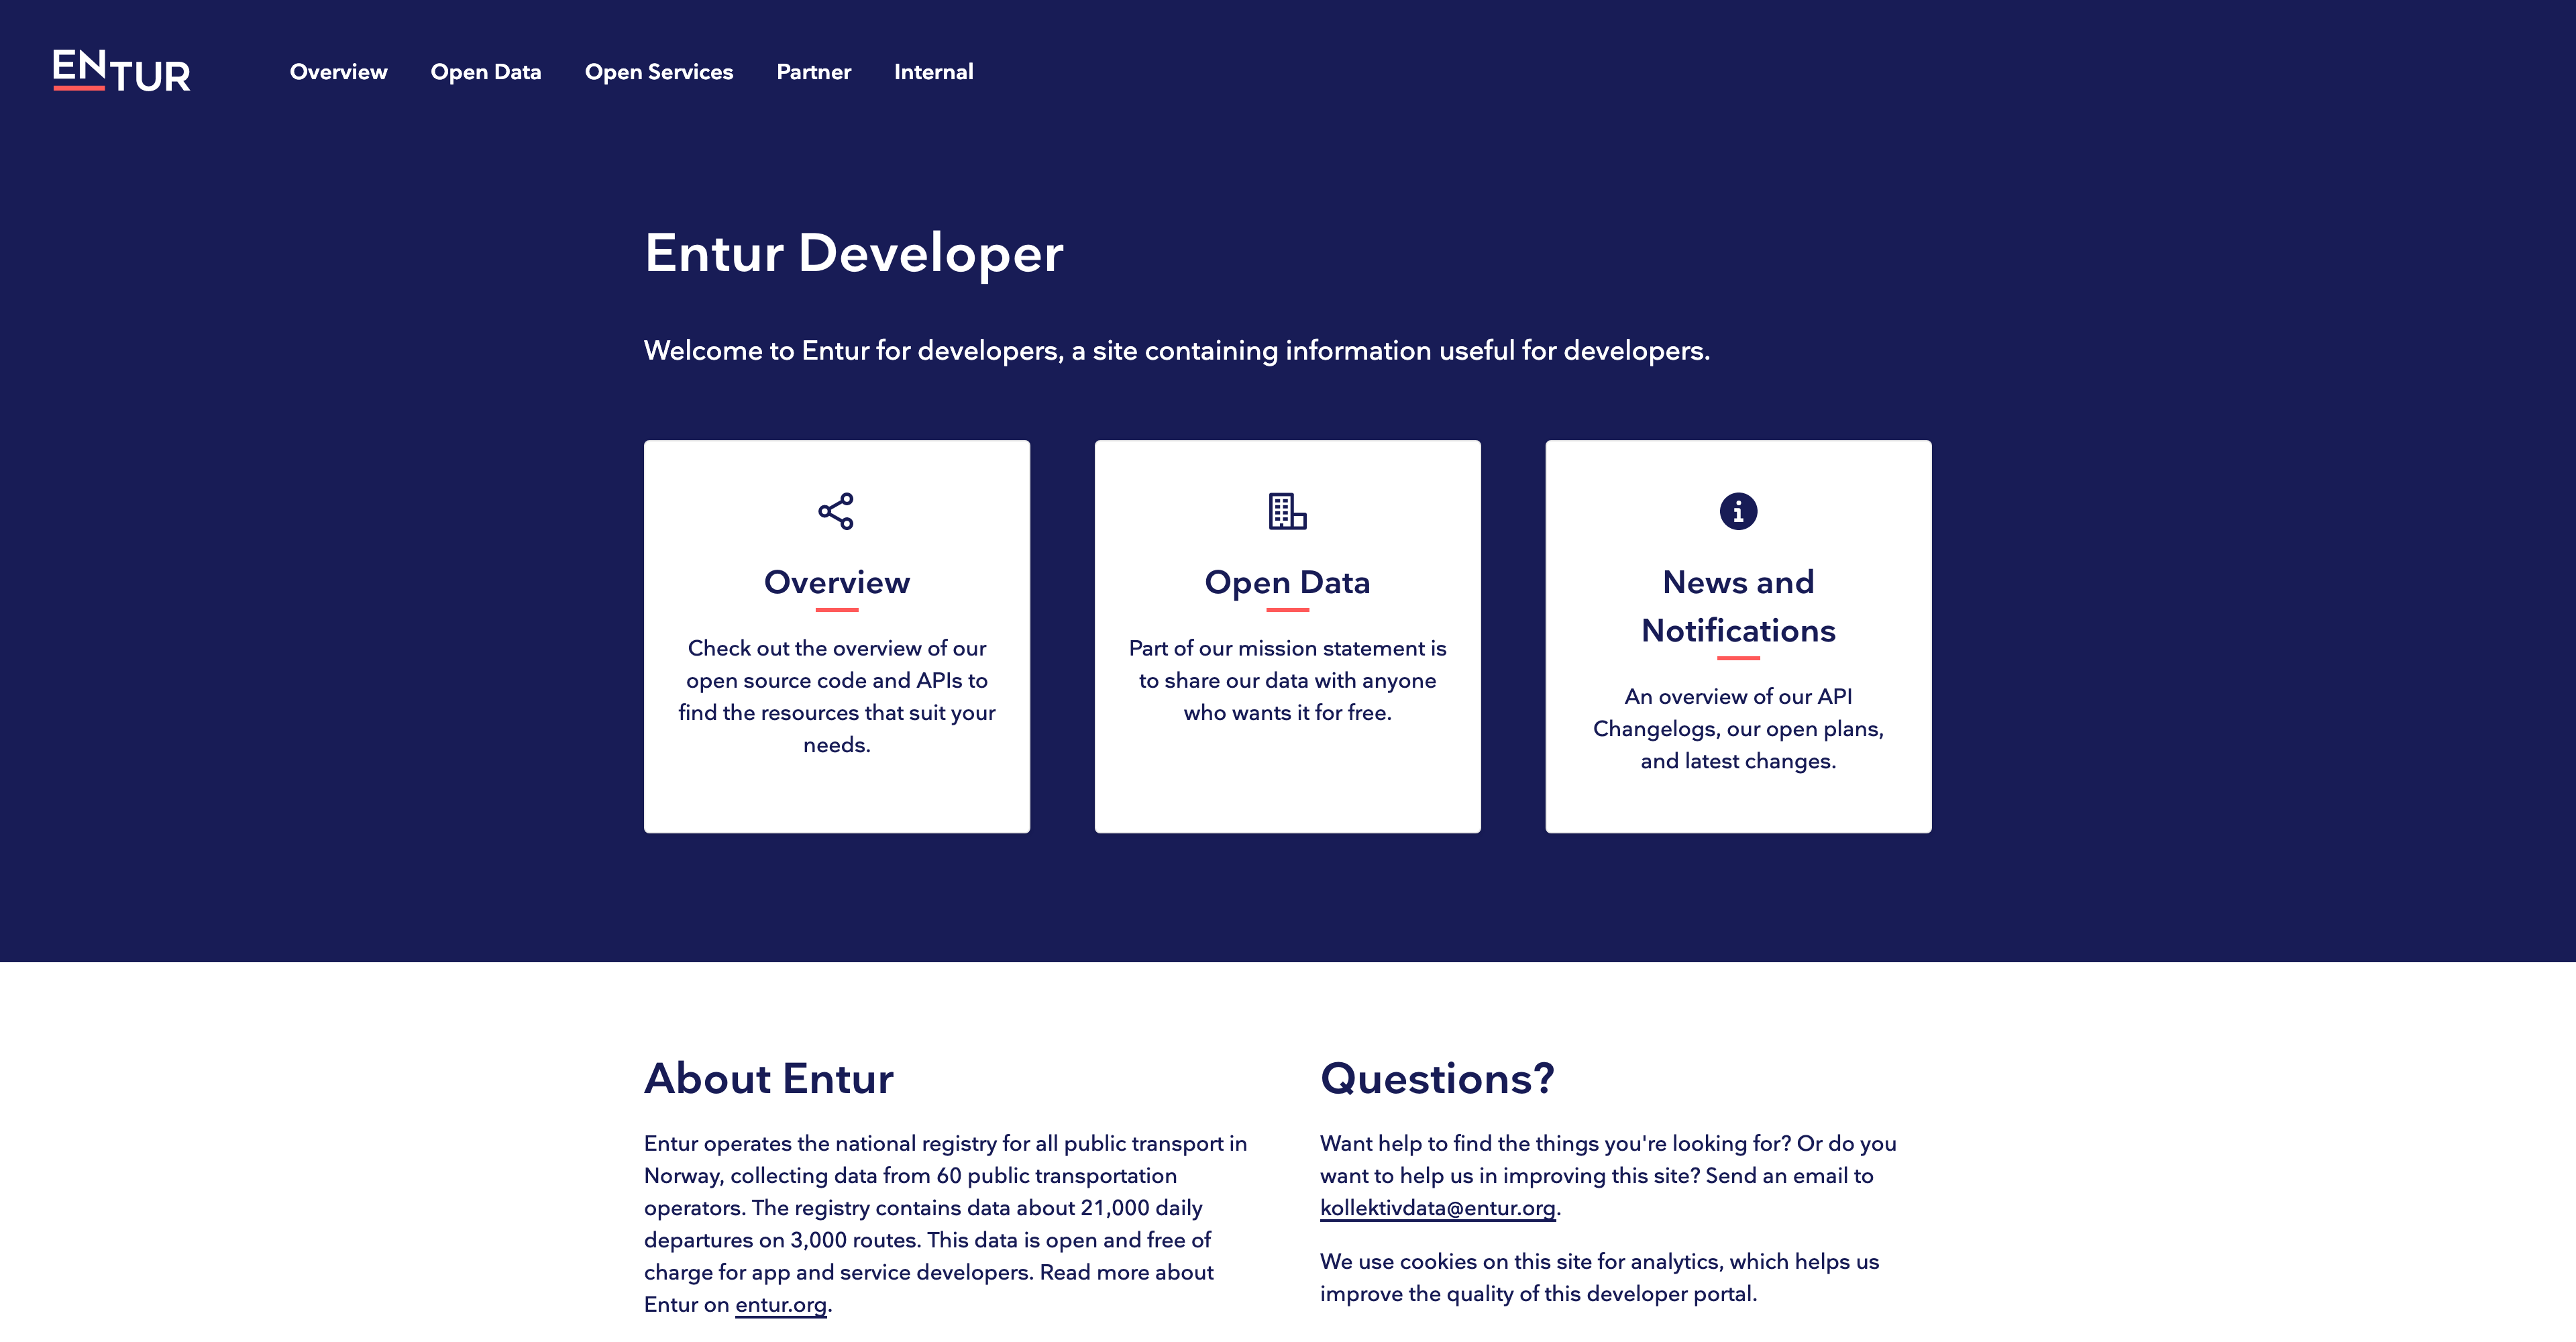 ENTUR
Overview
Open Data
Open Services
Partner
Internal
Entur Developer
Welcome to Entur for developers, a site containing information useful for developers.
Overview
Check out the overview of our
open source code and APIs to
find the resources that suit your
needs.
Open Data
Part of our mission statement is
to share our data with anyone
who wants it for free.
News and
Notifications
An overview of our API
Changelogs, our open plans,
and latest changes.
About Entur
Entur operates the national registry for all public transport in
Norway, collecting data from 60 public transportation
operators. The registry contains data about 21,000 daily
departures on 3,000 routes. This data is open and free of
charge for app and service developers. Read more about
Entur on entur.org.
Questions?
Want help to find the things you're looking for? Or do you
want to help us in improving this site? Send an email to
kollektivdata@entur.org.
We use cookies on this site for analytics, which helps us
improve the quality of this developer portal.